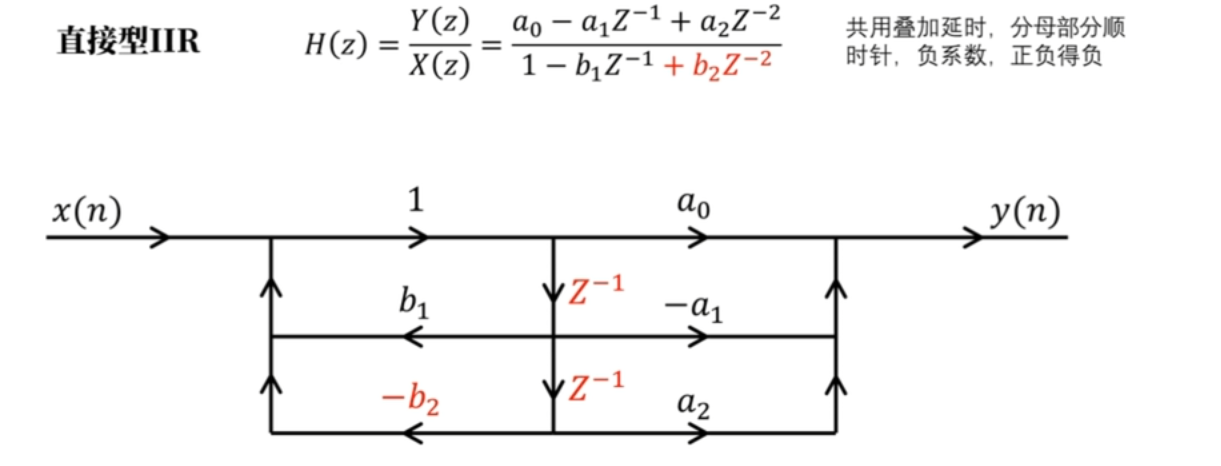 直接型IIR
H(z) = Y(z)/X(z) = (a₀ − a₁Z⁻¹ + a₂Z⁻²)/(1 − b₁Z⁻¹ + b₂Z⁻²)
共用叠加延时，分母部分顺
时针，负系数，正负得负
x(n) 1 a₀ y(n)
b₁ Z⁻¹ −a₁
−b₂ Z⁻¹ a₂